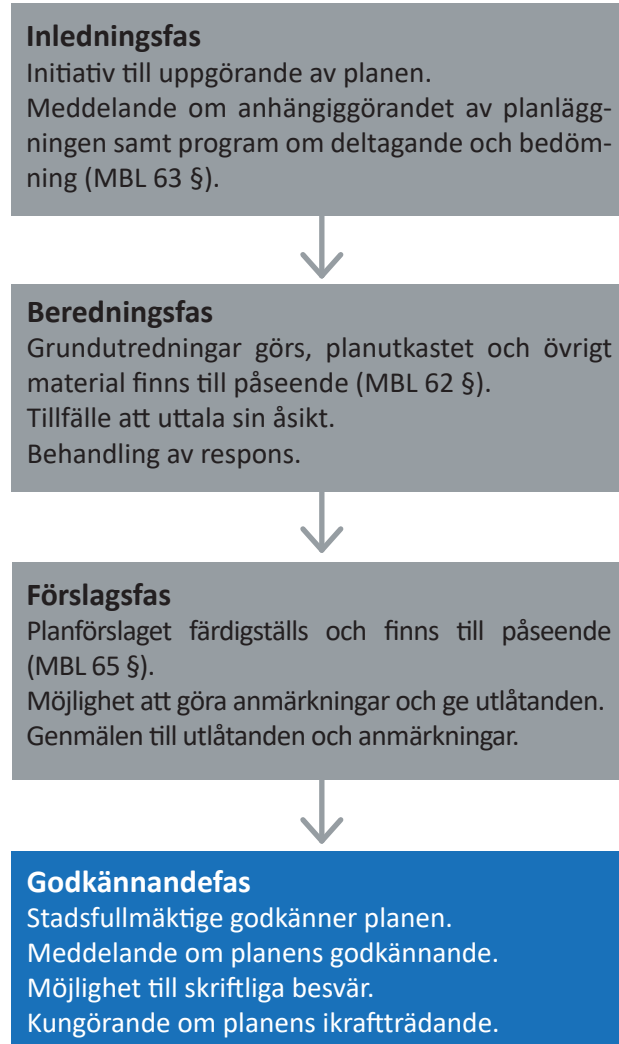 Inledningsfas
Initiativ till uppgörande av planen.
Meddelande om anhängiggörandet av planlägg-
ningen samt program om deltagande och bedöm-
ning (MBL 63 §).
Beredningsfas
Grundutredningar görs, planutkastet och övrigt
material finns till påseende (MBL 62 §).
Tillfälle att uttala sin åsikt.
Behandling av respons.
Förslagsfas
Planförslaget färdigställs och finns till påseende
(MBL 65 §).
Möjlighet att göra anmärkningar och ge utlåtanden.
Genmälen till utlåtanden och anmärkningar.
Godkännandefas
Stadsfullmäktige godkänner planen.
Meddelande om planens godkännande.
Möjlighet till skriftliga besvär.
Kungörande om planens ikraftträdande.